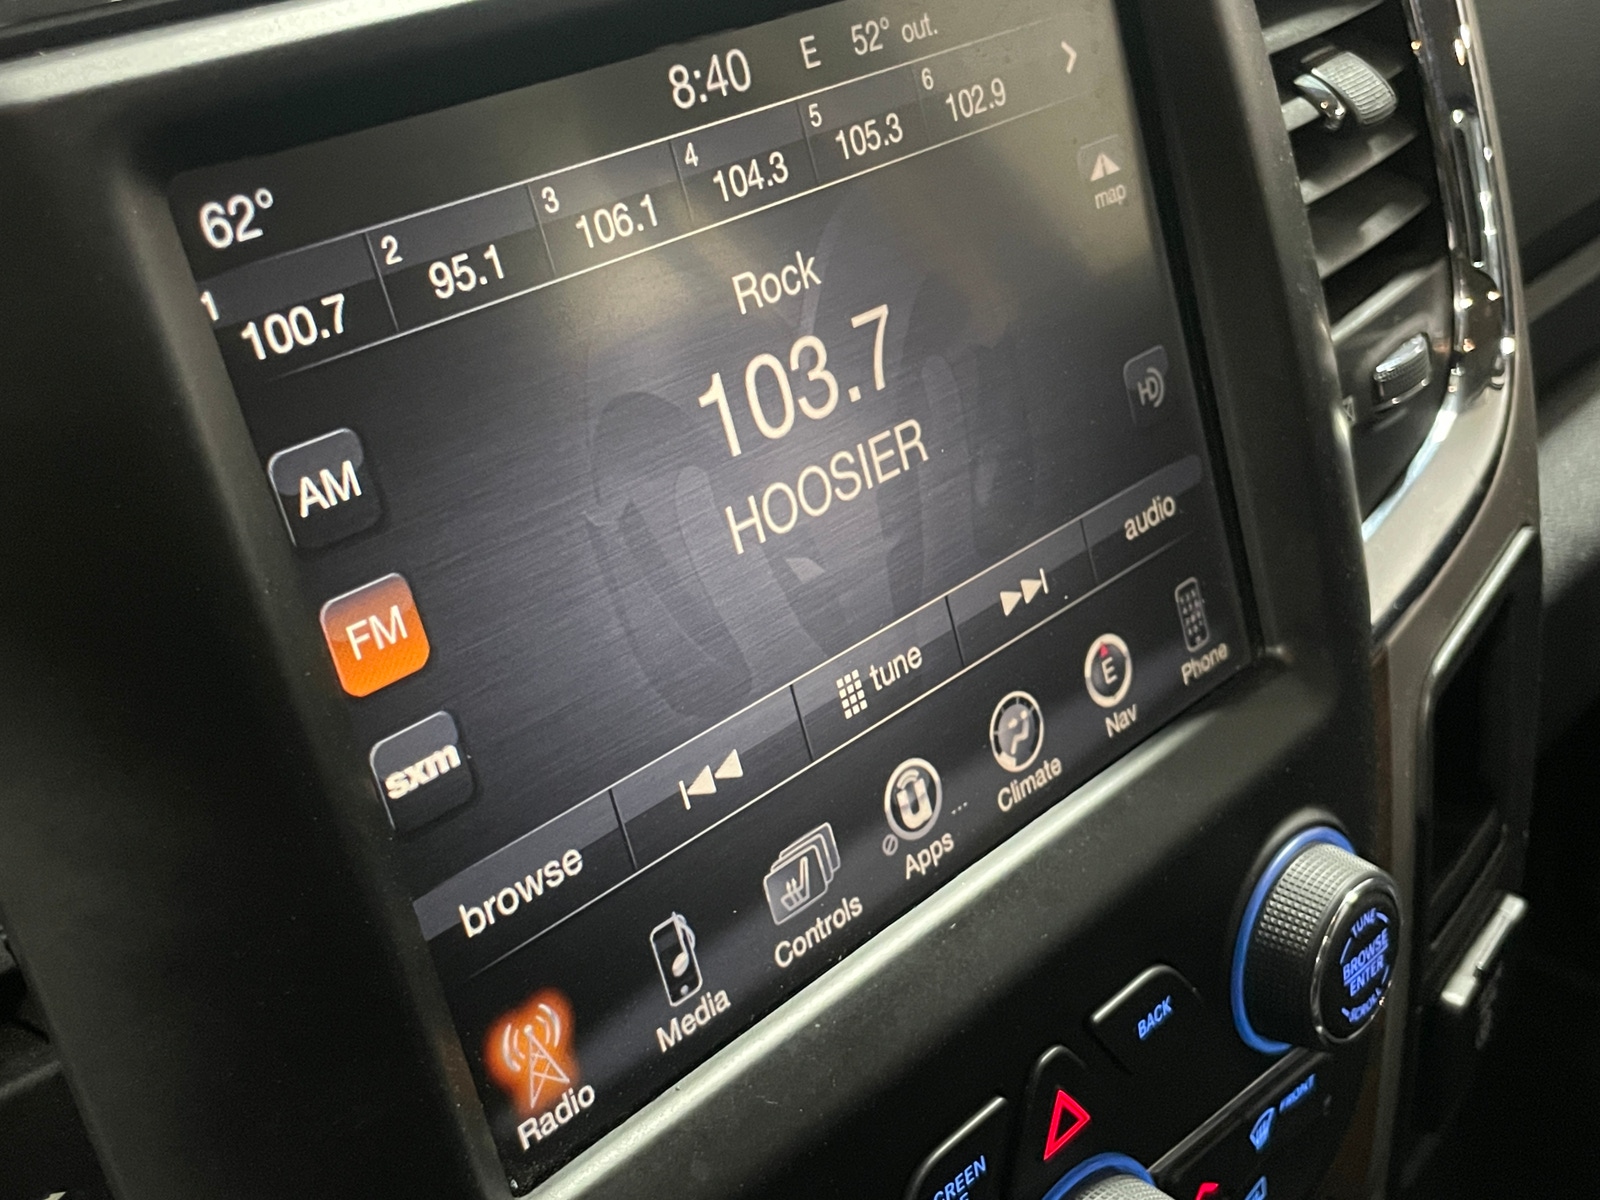 8:40 E 52° out.
62°
1 100.7 2 95.1 3 106.1 4 104.3 5 105.3 6 102.9
map
Rock
103.7
HOOSIER
HD
AM
FM
sxm
browse tune audio
Radio Media Controls Apps Climate Nav Phone
E
TUNE
BROWSE
ENTER
SCROLL
BACK
FRONT